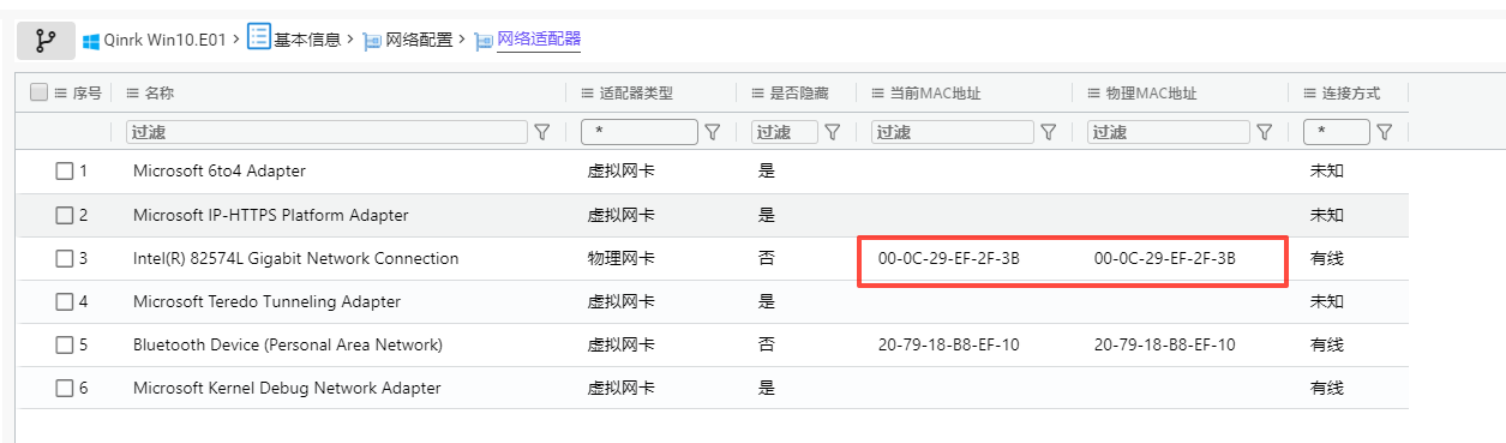 Qinrk Win10.E01 > 基本信息 > 网络配置 > 网络适配器
序号 名称 适配器类型 是否隐藏 当前MAC地址 物理MAC地址 连接方式
过滤 * 过滤 过滤 过滤 *
1 Microsoft 6to4 Adapter 虚拟网卡 是 未知
2 Microsoft IP-HTTPS Platform Adapter 虚拟网卡 是 未知
3 Intel(R) 82574L Gigabit Network Connection 物理网卡 否 00-0C-29-EF-2F-3B 00-0C-29-EF-2F-3B 有线
4 Microsoft Teredo Tunneling Adapter 虚拟网卡 是 未知
5 Bluetooth Device (Personal Area Network) 虚拟网卡 否 20-79-18-B8-EF-10 20-79-18-B8-EF-10 有线
6 Microsoft Kernel Debug Network Adapter 虚拟网卡 是 有线